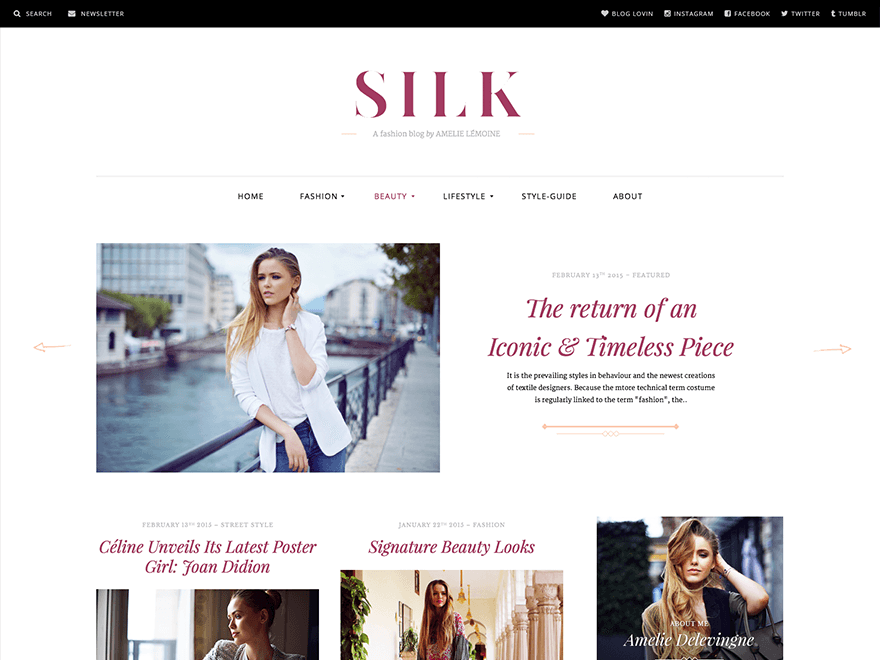 SEARCH NEWSLETTER BLOG LOVIN INSTAGRAM FACEBOOK TWITTER TUMBLR
SILK
A fashion blog by AMELIE LÉMOINE
HOME FASHION BEAUTY LIFESTYLE STYLE-GUIDE ABOUT
FEBRUARY 13TH 2015 ~ FEATURED
The return of an
Iconic & Timeless Piece
It is the prevailing styles in behaviour and the newest creations
of textile designers. Because the mtore technical term costume
is regularly linked to the term "fashion", the..
FEBRUARY 13TH 2015 ~ STREET STYLE
Céline Unveils Its Latest Poster
Girl: Joan Didion
JANUARY 22TH 2015 ~ FASHION
Signature Beauty Looks
ABOUT ME
Amelie Delevingne